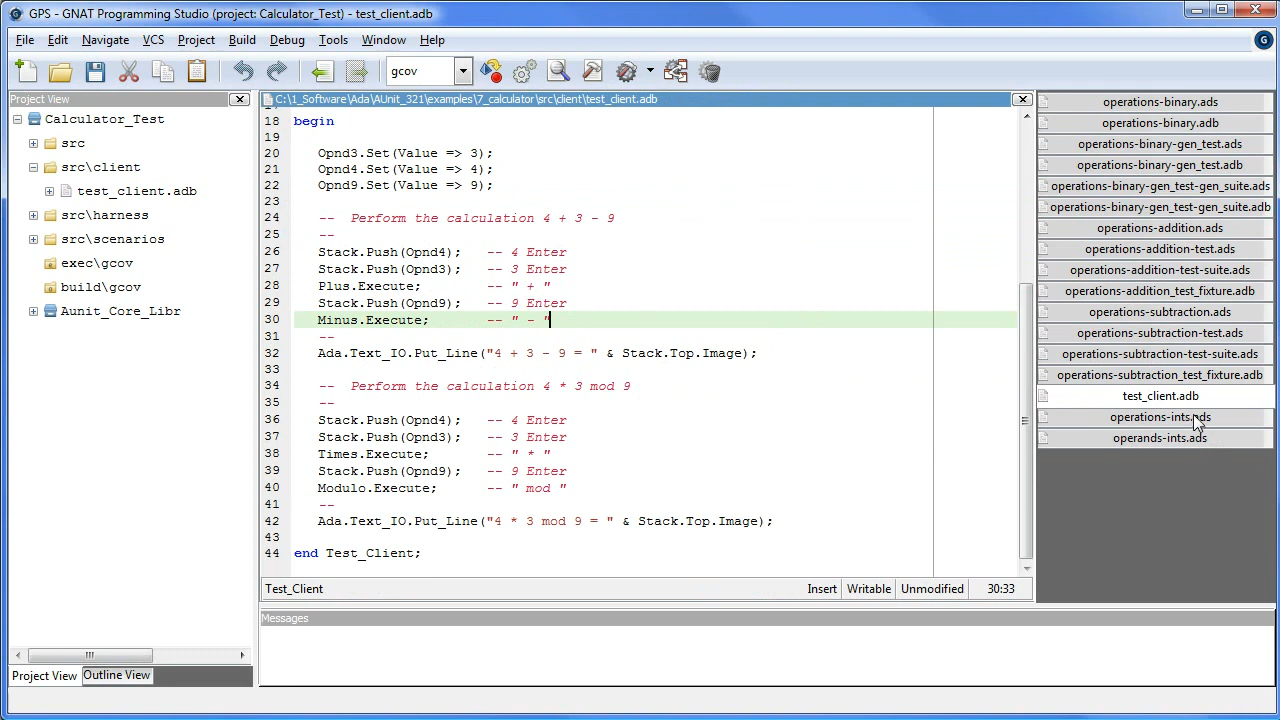 GPS - GNAT Programming Studio (project: Calculator_Test) - test_client.adb
File Edit Navigate VCS Project Build Debug Tools Window Help
gcov
Project View
Calculator_Test
src
src\client
test_client.adb
src\harness
src\scenarios
exec\gcov
build\gcov
Aunit_Core_Libr
Project View Outline View
C:\1_Software\Ada\AUnit_321\examples\7_calculator\src\client\test_client.adb
18 begin
19
20 Opnd3.Set(Value => 3);
21 Opnd4.Set(Value => 4);
22 Opnd9.Set(Value => 9);
23
24 -- Perform the calculation 4 + 3 - 9
25 --
26 Stack.Push(Opnd4); -- 4 Enter
27 Stack.Push(Opnd3); -- 3 Enter
28 Plus.Execute; -- " + "
29 Stack.Push(Opnd9); -- 9 Enter
30 Minus.Execute; -- " - "
31 --
32 Ada.Text_IO.Put_Line("4 + 3 - 9 = " & Stack.Top.Image);
33
34 -- Perform the calculation 4 * 3 mod 9
35 --
36 Stack.Push(Opnd4); -- 4 Enter
37 Stack.Push(Opnd3); -- 3 Enter
38 Times.Execute; -- " * "
39 Stack.Push(Opnd9); -- 9 Enter
40 Modulo.Execute; -- " mod "
41 --
42 Ada.Text_IO.Put_Line("4 * 3 mod 9 = " & Stack.Top.Image);
43
44 end Test_Client;
Test_Client Insert Writable Unmodified 30:33
Messages
operations-binary.ads
operations-binary.adb
operations-binary-gen_test.ads
operations-binary-gen_test.adb
operations-binary-gen_test-gen_suite.ads
operations-binary-gen_test-gen_suite.adb
operations-addition.ads
operations-addition-test.ads
operations-addition-test-suite.ads
operations-addition_test_fixture.adb
operations-subtraction.ads
operations-subtraction-test.ads
operations-subtraction-test-suite.ads
operations-subtraction_test_fixture.adb
test_client.adb
operations-ints.ads
operands-ints.ads